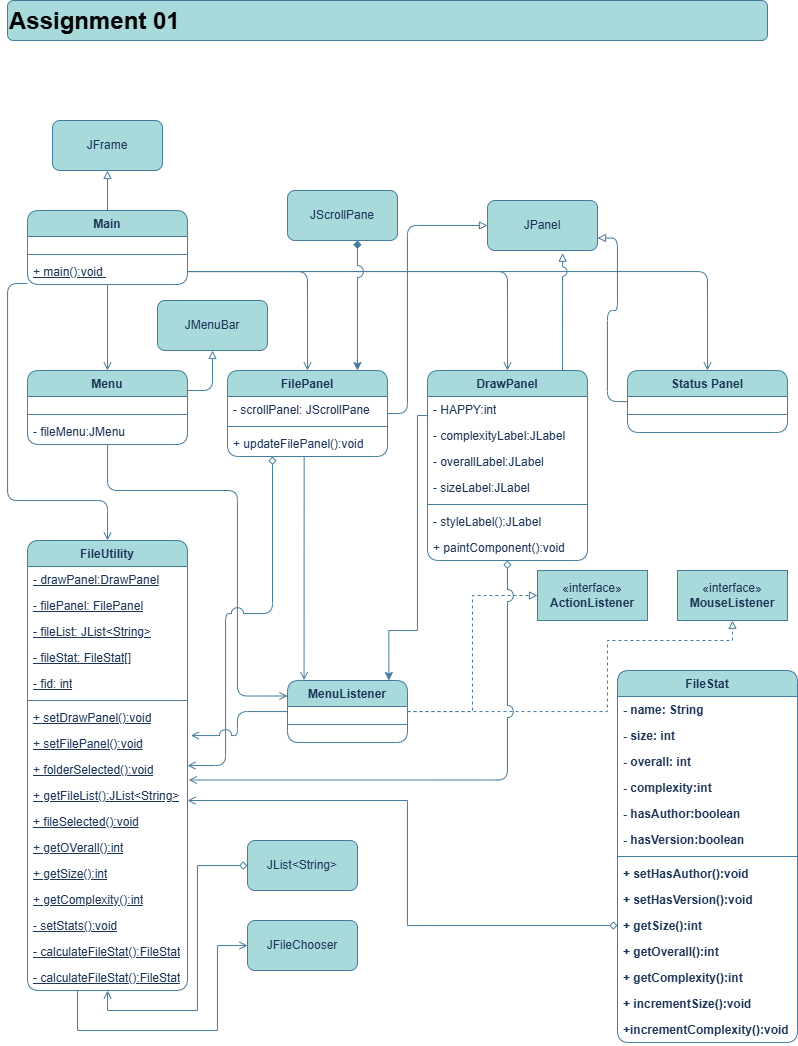 Assignment 01
JFrame
JScrollPane
JPanel
Main
+ main():void
JMenuBar
Menu
- fileMenu:JMenu
FilePanel
- scrollPanel: JScrollPane
+ updateFilePanel():void
DrawPanel
- HAPPY:int
- complexityLabel:JLabel
- overallLabel:JLabel
- sizeLabel:JLabel
- styleLabel():JLabel
+ paintComponent():void
Status Panel
FileUtility
- drawPanel:DrawPanel
- filePanel: FilePanel
- fileList: JList<String>
- fileStat: FileStat[]
- fid: int
+ setDrawPanel():void
+ setFilePanel():void
+ folderSelected():void
+ getFileList():JList<String>
+ fileSelected():void
+ getOVerall():int
+ getSize():int
+ getComplexity():int
- setStats():void
- calculateFileStat():FileStat
- calculateFileStat():FileStat
«interface»
ActionListener
«interface»
MouseListener
MenuListener
FileStat
- name: String
- size: int
- overall: int
- complexity:int
- hasAuthor:boolean
- hasVersion:boolean
+ setHasAuthor():void
+ setHasVersion():void
+ getSize():int
+ getOverall():int
+ getComplexity():int
+ incrementSize():void
+incrementComplexity():void
JList<String>
JFileChooser